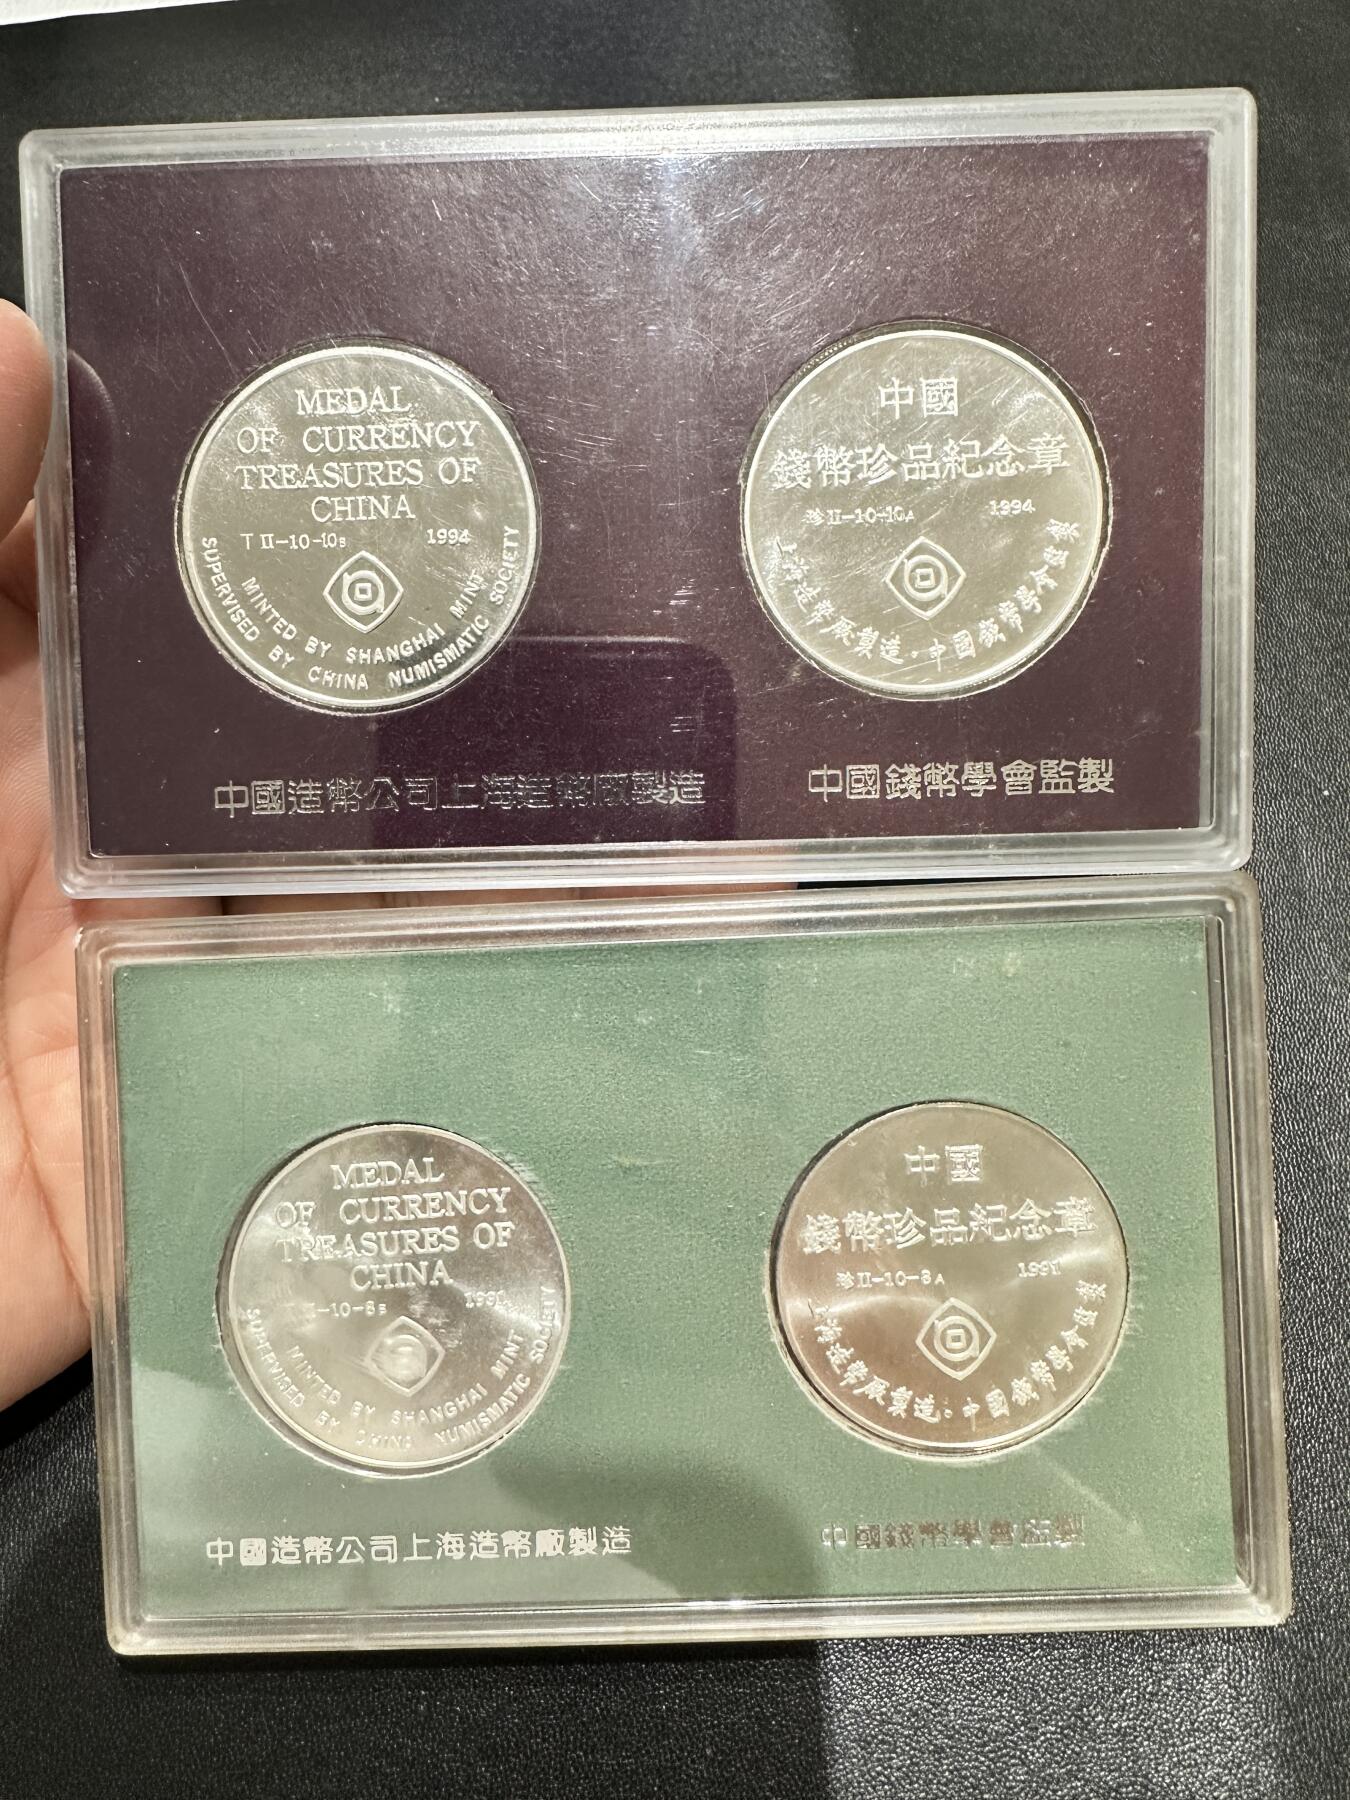 MEDAL
OF CURRENCY
TREASURES OF
CHINA
T II-10-10B 1994
MINTED BY SHANGHAI MINT
SUPERVISED BY CHINA NUMISMATIC SOCIETY
中國
錢幣珍品紀念章
珍II-10-10A 1994
上海造幣廠製造·中國錢幣學會監製
中國造幣公司上海造幣廠製造
中國錢幣學會監製
MEDAL
OF CURRENCY
TREASURES OF
CHINA
-10-8B 1991
MINTED BY SHANGHAI MINT
SUPERVISED BY CHINA NUMISMATIC SOCIETY
中國
錢幣珍品紀念章
珍II-10-8A 1991
上海造幣廠製造·中國錢幣學會監製
中國造幣公司上海造幣廠製造
中國錢幣學會監製